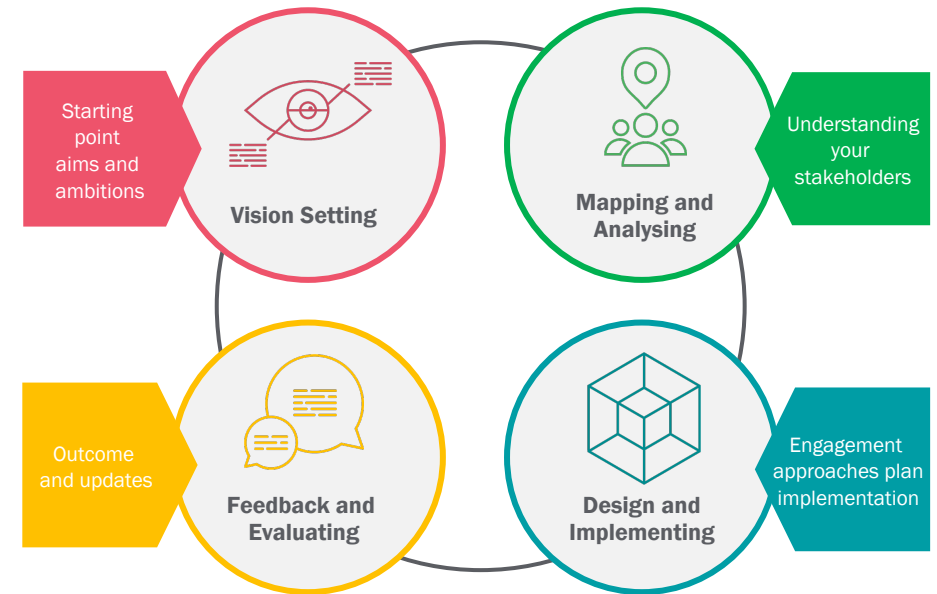 Starting
point
aims and
ambitions
Vision Setting
Mapping and
Analysing
Understanding
your
stakeholders
Outcome
and updates
Feedback and
Evaluating
Design and
Implementing
Engagement
approaches plan
implementation